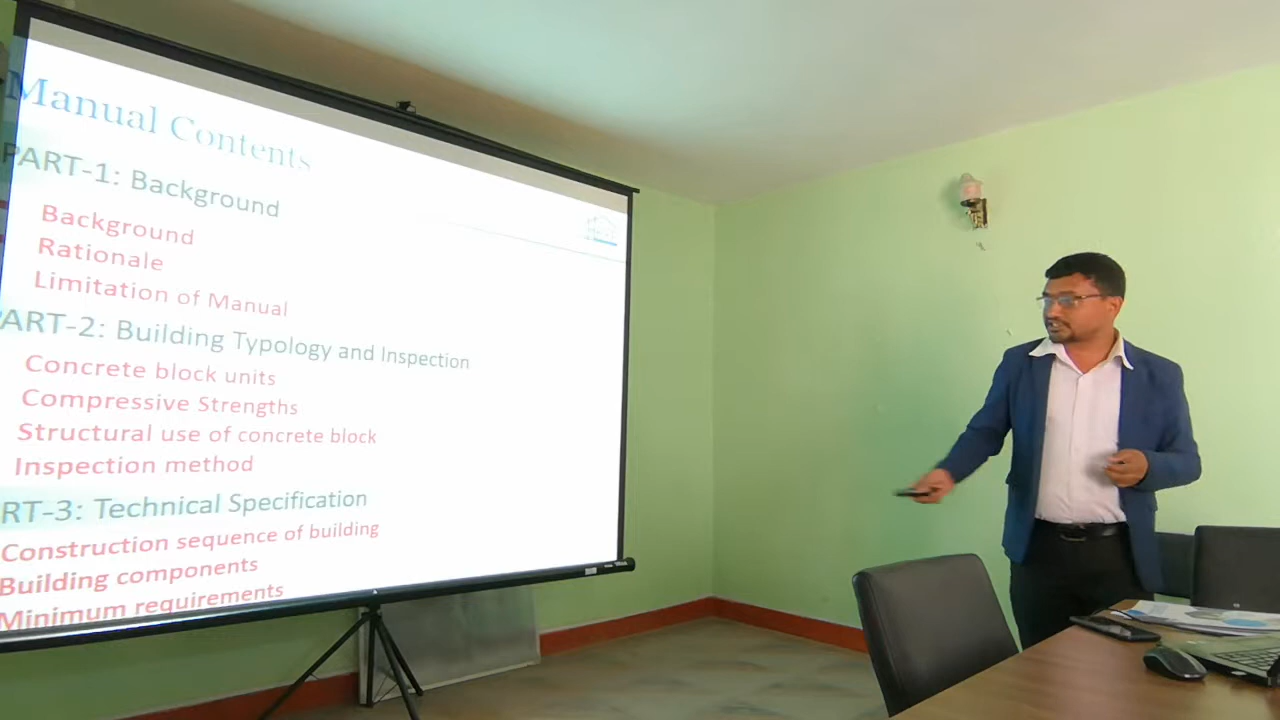 Manual Contents
PART-1: Background
Background
Rationale
Limitation of Manual
PART-2: Building Typology and Inspection
Concrete block units
Compressive Strengths
Structural use of concrete block
Inspection method
RT-3: Technical Specification
Construction sequence of building
Building components
Minimum requirements